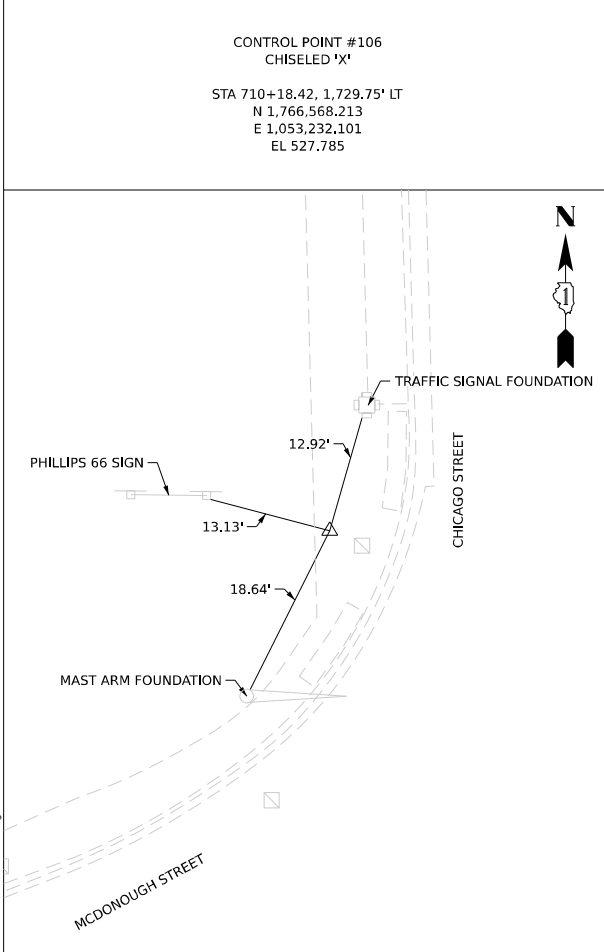 CONTROL POINT #106
CHISELED 'X'
STA 710+18.42, 1,729.75' LT
N 1,766,568.213
E 1,053,232.101
EL 527.785
N
1
TRAFFIC SIGNAL FOUNDATION
12.92'
CHICAGO STREET
PHILLIPS 66 SIGN
13.13'
18.64'
MAST ARM FOUNDATION
MCDONOUGH STREET